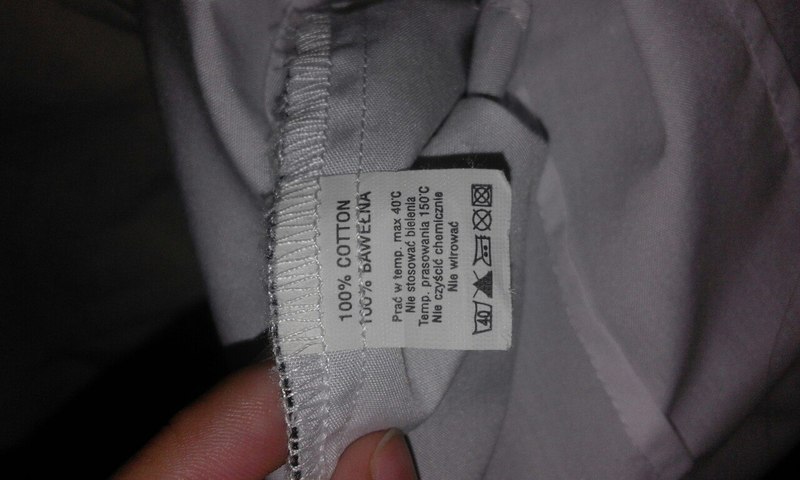 100% COTTON
100% BAWEŁNA
Prać w temp. max 40°C
Nie stosować bielenia
Temp. prasowania 150°C
Nie czyścić chemicznie
Nie wirować
40